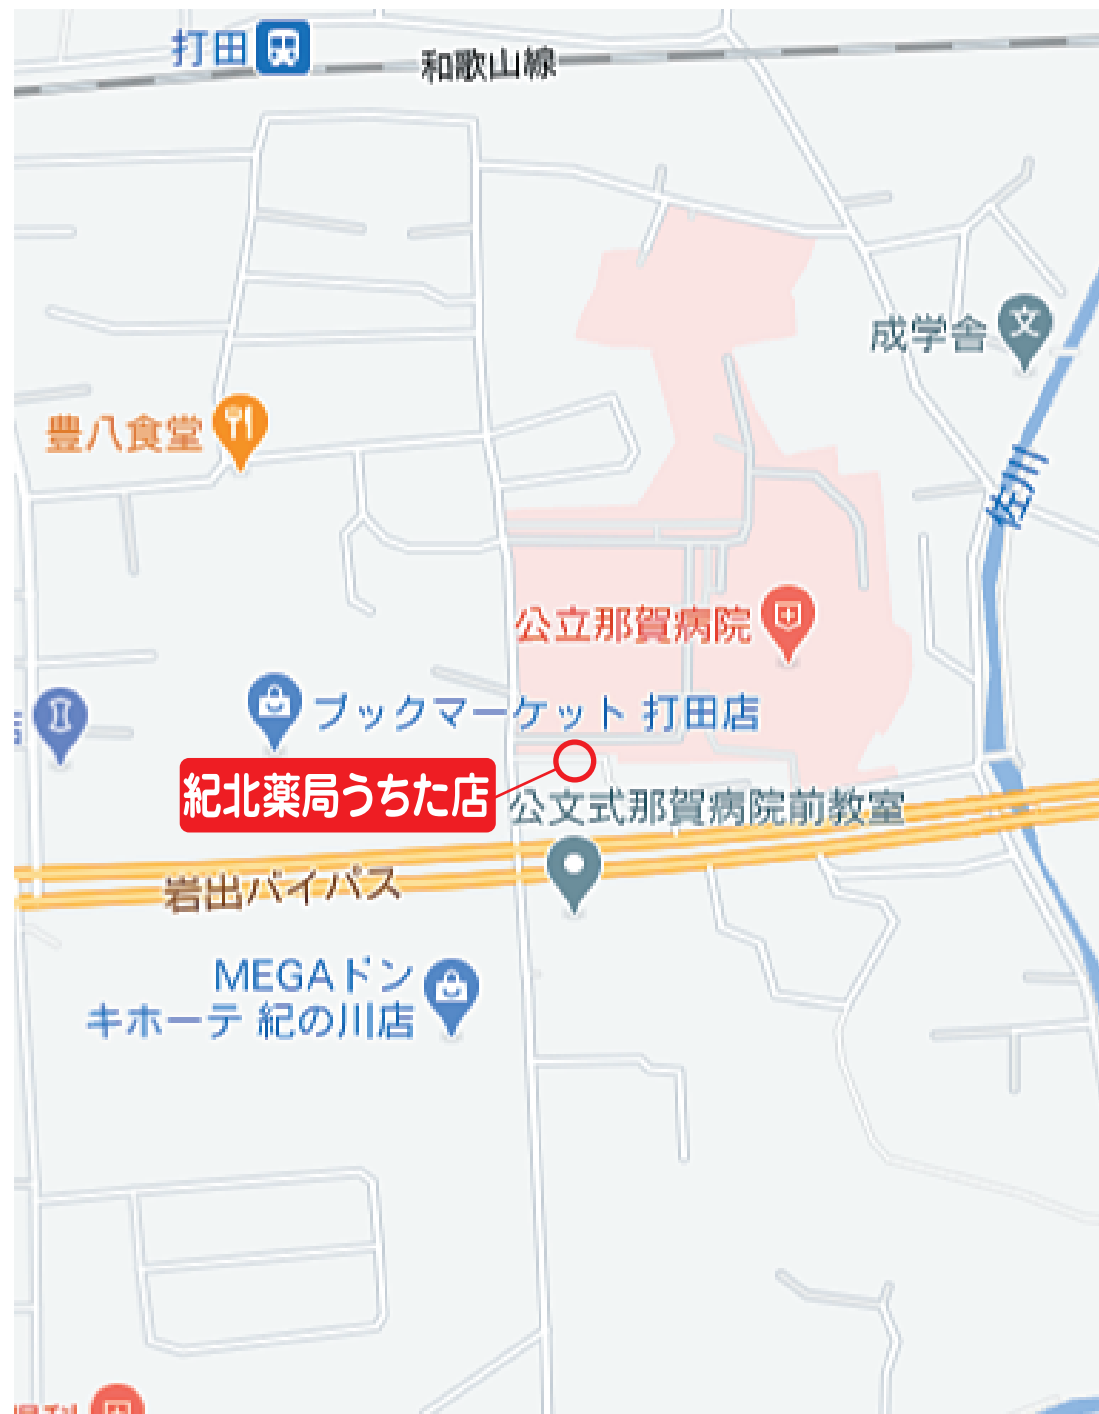 打田
和歌山線
成学舎
豊八食堂
佐川
公立那賀病院
ブックマーケット 打田店
店
紀北薬局うちた店
公文式那賀病院前教室
岩出バイパス
MEGAドン
キホーテ 紀の川店